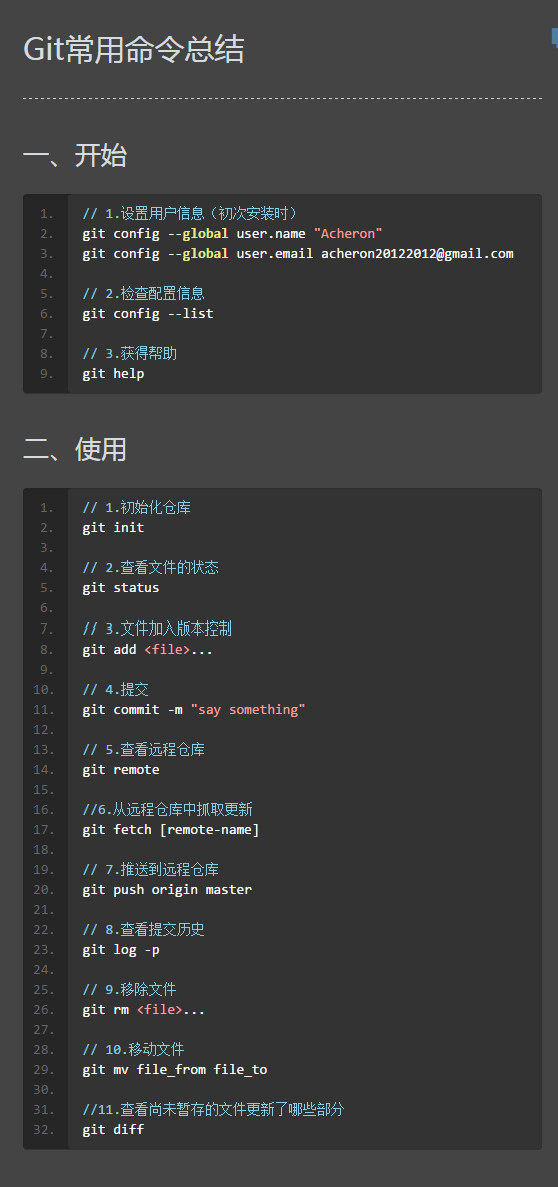 Git常用命令总结
一、开始
1. // 1.设置用户信息（初次安装时）
2. git config --global user.name "Acheron"
3. git config --global user.email acheron20122012@gmail.com
4.
5. // 2.检查配置信息
6. git config --list
7.
8. // 3.获得帮助
9. git help
二、使用
1. // 1.初始化仓库
2. git init
3.
4. // 2.查看文件的状态
5. git status
6.
7. // 3.文件加入版本控制
8. git add <file>...
9.
10. // 4.提交
11. git commit -m "say something"
12.
13. // 5.查看远程仓库
14. git remote
15.
16. //6.从远程仓库中抓取更新
17. git fetch [remote-name]
18.
19. // 7.推送到远程仓库
20. git push origin master
21.
22. // 8.查看提交历史
23. git log -p
24.
25. // 9.移除文件
26. git rm <file>...
27.
28. // 10.移动文件
29. git mv file_from file_to
30.
31. //11.查看尚未暂存的文件更新了哪些部分
32. git diff